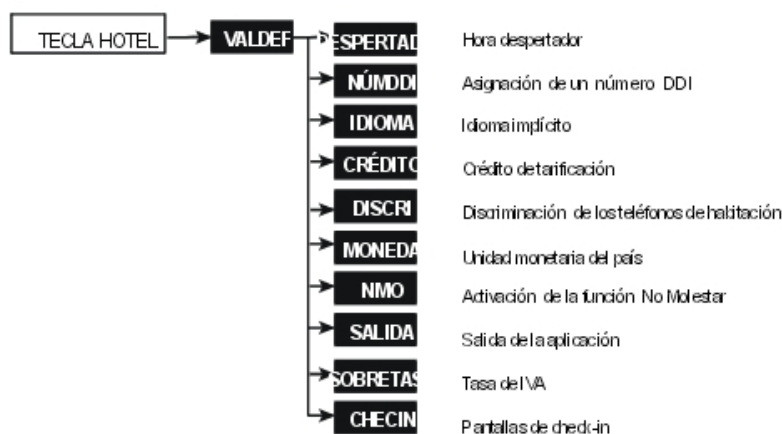 TECLA HOTEL VALDEF DESPERTAD Hora despertador
NÚMDDI Asignación de un número DDI
IDIOMA Idioma implícito
CRÉDITO Crédito de tarificación
DISCRI Discriminación de los teléfonos de habitación
MONEDA Unidad monetaria del país
NMO Activación de la función No Molestar
SALIDA Salida de la aplicación
SOBRETAS Tasa del IVA
CHECIN Pantallas de check-in